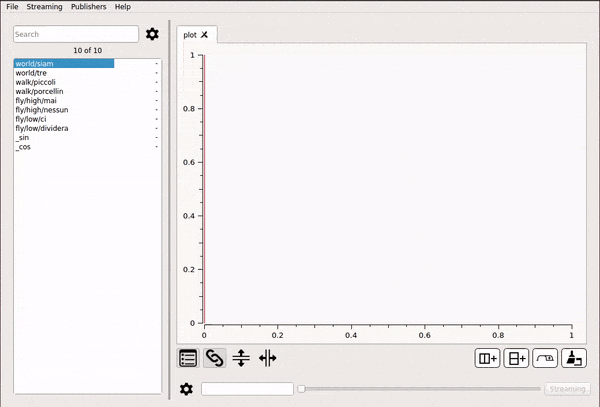 File Streaming Publishers Help
Search
10 of 10
world/siam -
world/tre -
walk/piccoli -
walk/porcellin -
fly/high/mai -
fly/high/nessun -
fly/low/ci -
fly/low/dividera -
_sin -
_cos -
plot
1
0.8
0.6
0.4
0.2
0
0 0.2 0.4 0.6 0.8 1
Streaming